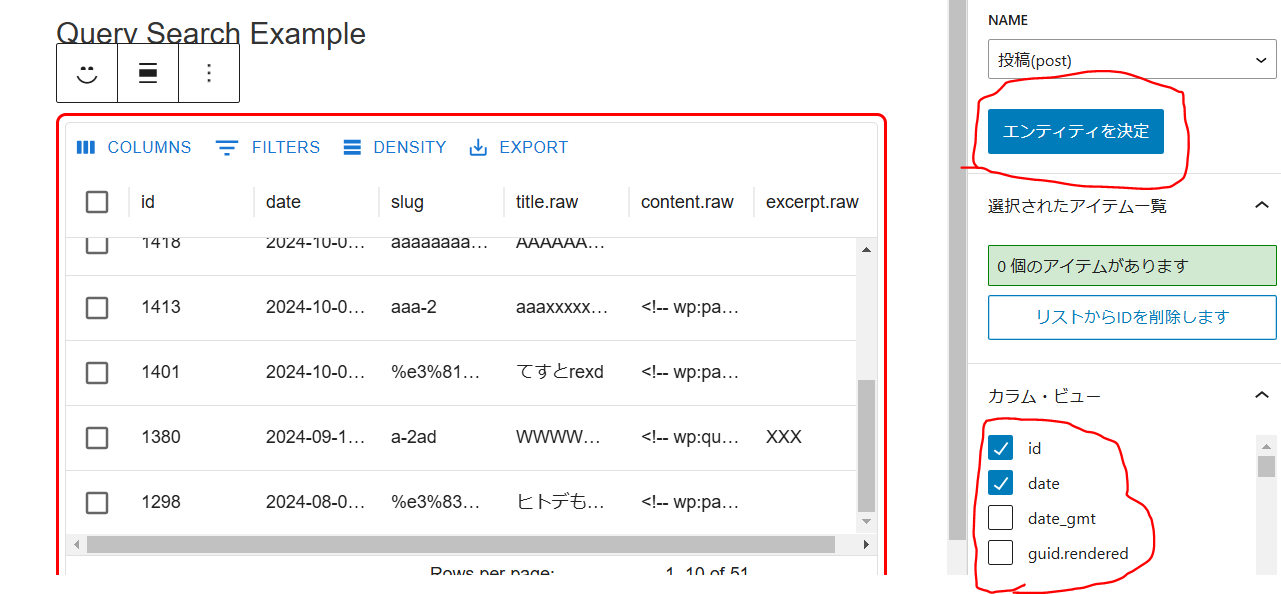 Query Search Example
COLUMNS FILTERS DENSITY EXPORT
id date slug title.raw content.raw excerpt.raw
1418 2024-10-0… aaaaaaaa… AAAAAA…
1413 2024-10-0… aaa-2 aaaxxxxx… <!-- wp:pa…
1401 2024-10-0… %e3%81… てすとrexd <!-- wp:pa…
1380 2024-09-1… a-2ad WWWW… <!-- wp:qu… XXX
1298 2024-08-0… %e3%83… ヒトデも… <!-- wp:pa…
Rows per page: 1–10 of 51
NAME
投稿(post)
エンティティを決定
選択されたアイテム一覧
0 個のアイテムがあります
リストからIDを削除します
カラム・ビュー
id
date
date_gmt
guid.rendered